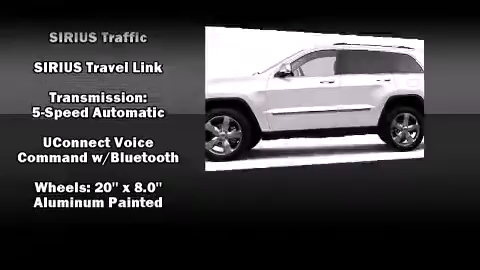 SIRIUS Traffic
SIRIUS Travel Link
Transmission:
5-Speed Automatic
UConnect Voice
Command w/Bluetooth
Wheels: 20" x 8.0"
Aluminum Painted